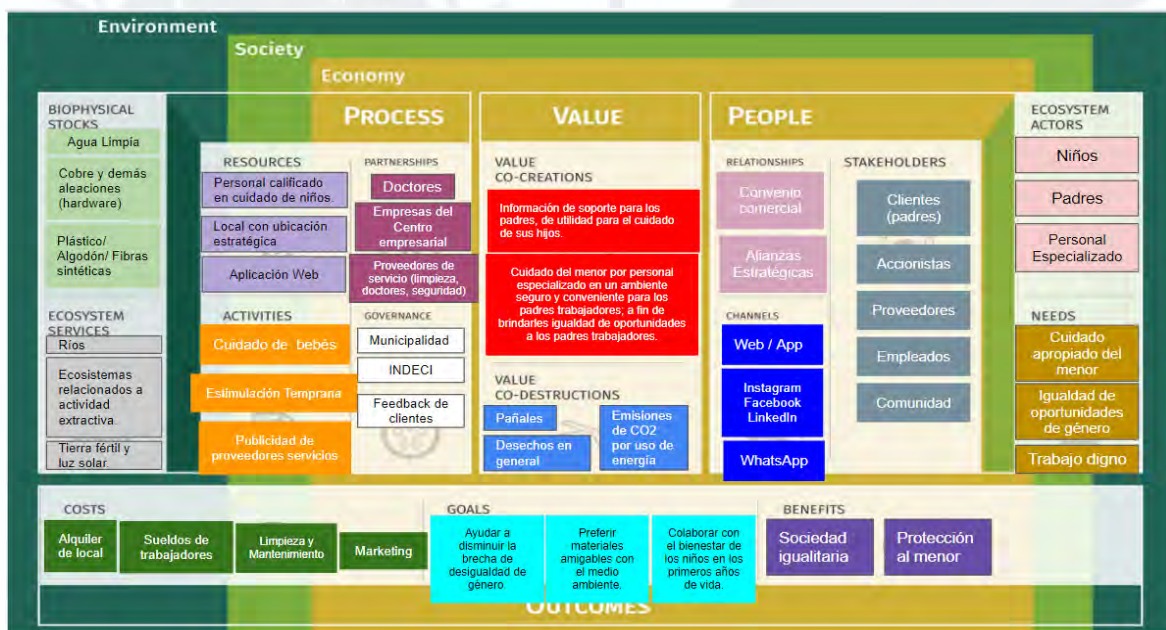 Environment
Society
Economy
BIOPHYSICAL
STOCKS
Agua Limpia
Cobre y demás
aleaciones
(hardware)
Plástico/
Algodón/ Fibras
sintéticas
ECOSYSTEM
SERVICES
Ríos
Ecosistemas
relacionados a
actividad
extractiva.
Tierra fértil y
luz solar.
PROCESS
RESOURCES
Personal calificado
en cuidado de niños.
Local con ubicación
estratégica
Aplicación Web
PARTNERSHIPS
Doctores
Empresas del
Centro
empresarial
Proveedores de
servicio (limpieza,
doctores, seguridad)
ACTIVITIES
Cuidado de bebés
Estimulación Temprana
Publicidad de
proveedores servicios
GOVERNANCE
Municipalidad
INDECI
Feedback de
clientes
VALUE
VALUE
CO-CREATIONS
Información de soporte para los
padres, de utilidad para el cuidado
de sus hijos.
Cuidado del menor por personal
especializado en un ambiente
seguro y conveniente para los
padres trabajadores; a fin de
brindarles igualdad de oportunidades
a los padres trabajadores.
VALUE
CO-DESTRUCTIONS
Pañales
Desechos en
general
Emisiones
de CO2
por uso de
energía
PEOPLE
RELATIONSHIPS
Convenio
comercial
Alianzas
Estratégicas
CHANNELS
Web / App
Instagram
Facebook
LinkedIn
WhatsApp
STAKEHOLDERS
Clientes
(padres)
Accionistas
Proveedores
Empleados
Comunidad
ECOSYSTEM
ACTORS
Niños
Padres
Personal
Especializado
NEEDS
Cuidado
apropiado del
menor
Igualdad de
oportunidades
de género
Trabajo digno
COSTS
Alquiler
de local
Sueldos de
trabajadores
Limpieza y
Mantenimiento
Marketing
GOALS
Ayudar a
disminuir la
brecha de
desigualdad de
género.
Preferir
materiales
amigables con
el medio
ambiente.
Colaborar con
el bienestar de
los niños en los
primeros años
de vida.
BENEFITS
Sociedad
igualitaria
Protección
al menor
OUTCOMES